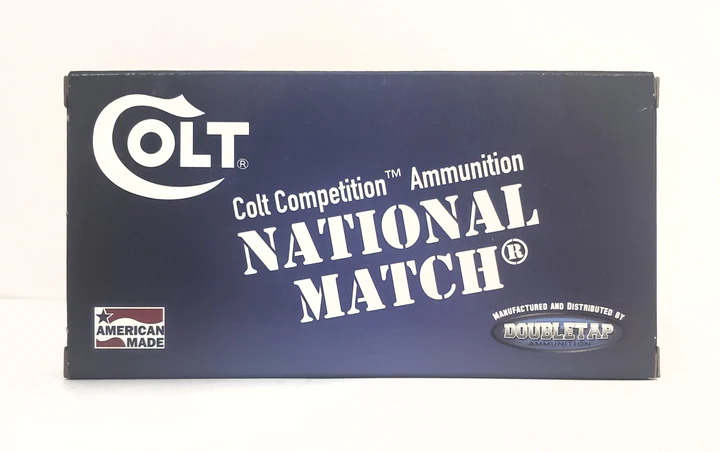 COLT®
Colt Competition™ Ammunition
NATIONAL
MATCH®
AMERICAN
MADE
MANUFACTURED AND DISTRIBUTED BY
DOUBLETAP
AMMUNITION